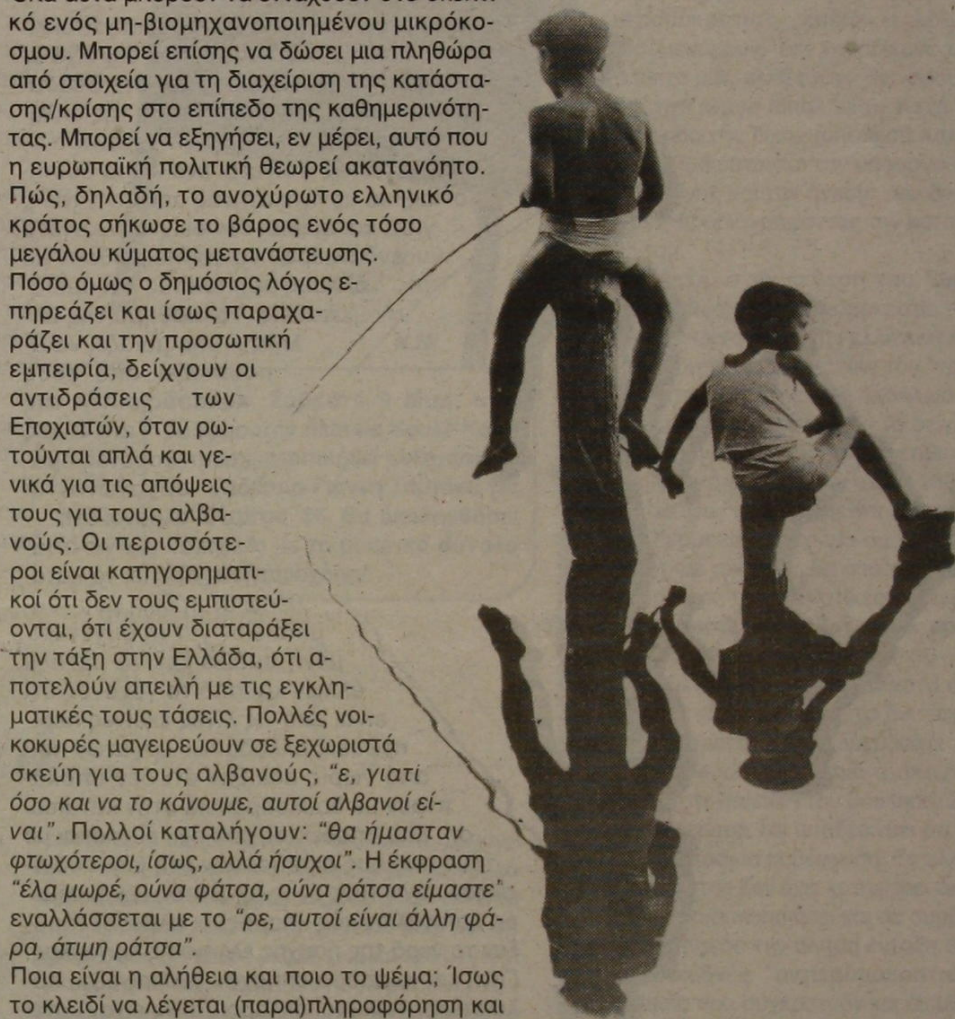 κό ενός μη-βιομηχανοποιημένου μικρόκο-
σμου. Μπορεί επίσης να δώσει μια πληθώρα
από στοιχεία για τη διαχείριση της κατάστα-
σης/κρίσης στο επίπεδο της καθημερινότη-
τας. Μπορεί να εξηγήσει, εν μέρει, αυτό που
η ευρωπαϊκή πολιτική θεωρεί ακατανόητο.
Πώς, δηλαδή, το ανοχύρωτο ελληνικό
κράτος σήκωσε το βάρος ενός τόσο
μεγάλου κύματος μετανάστευσης.
Πόσο όμως ο δημόσιος λόγος ε-
πηρεάζει και ίσως παραχα-
ράζει και την προσωπική
εμπειρία, δείχνουν οι
αντιδράσεις των
Εποχιατών, όταν ρω-
τούνται απλά και γε-
νικά για τις απόψεις
τους για τους αλβα-
νούς. Οι περισσότε-
ροι είναι κατηγορηματι-
κοί ότι δεν τους εμπιστεύ-
ονται, ότι έχουν διαταράξει
την τάξη στην Ελλάδα, ότι α-
ποτελούν απειλή με τις εγκλη-
ματικές τους τάσεις. Πολλές νοι-
κοκυρές μαγειρεύουν σε ξεχωριστά
σκεύη για τους αλβανούς, “ε, γιατί
όσο και να το κάνουμε, αυτοί αλβανοί εί-
ναι”. Πολλοί καταλήγουν: “θα ήμασταν
φτωχότεροι, ίσως, αλλά ήσυχοι”. Η έκφραση
“έλα μωρέ, ούνα φάτσα, ούνα ράτσα είμαστε”
εναλλάσσεται με το “ρε, αυτοί είναι άλλη φά-
ρα, άτιμη ράτσα”.
Ποια είναι η αλήθεια και ποιο το ψέμα; Ίσως
το κλειδί να λέγεται (παρα)πληροφόρηση και